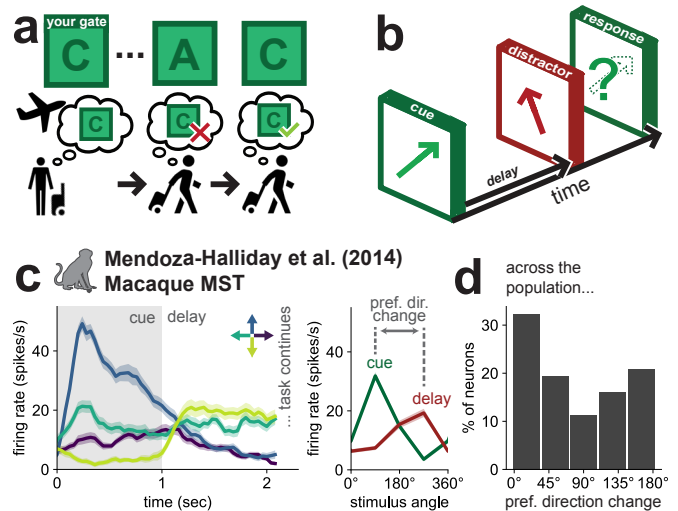 a
your gate
C
...
A
C
C
C
C
b
cue
delay
distractor
response
?
time
c
Mendoza-Halliday et al. (2014)
Macaque MST
cue
delay
... task continues
firing rate (spikes/s)
40
20
0
0
1
2
time (sec)
pref. dir.
change
cue
delay
firing rate (spikes/s)
40
20
0
0°
180°
360°
stimulus angle
d
across the
population...
% of neurons
30
20
10
0
0°
45°
90°
135°
180°
pref. direction change